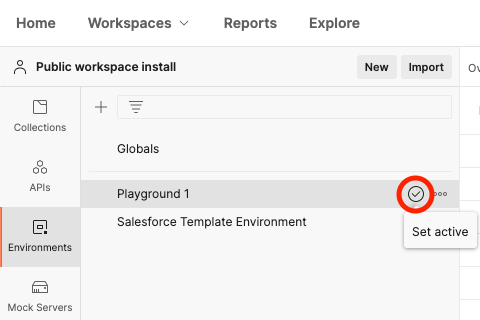 Home Workspaces Reports Explore
Public workspace install New Import Ov
Collections
Globals
APIs
Playground 1
Set active
Salesforce Template Environment
Environments
Mock Servers